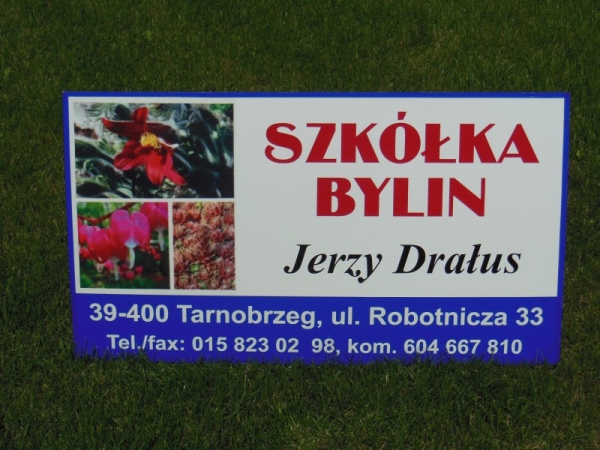 SZKÓŁKA
BYLIN
Jerzy Drałus
39-400 Tarnobrzeg, ul. Robotnicza 33
Tel./fax: 015 823 02 98, kom. 604 667 810